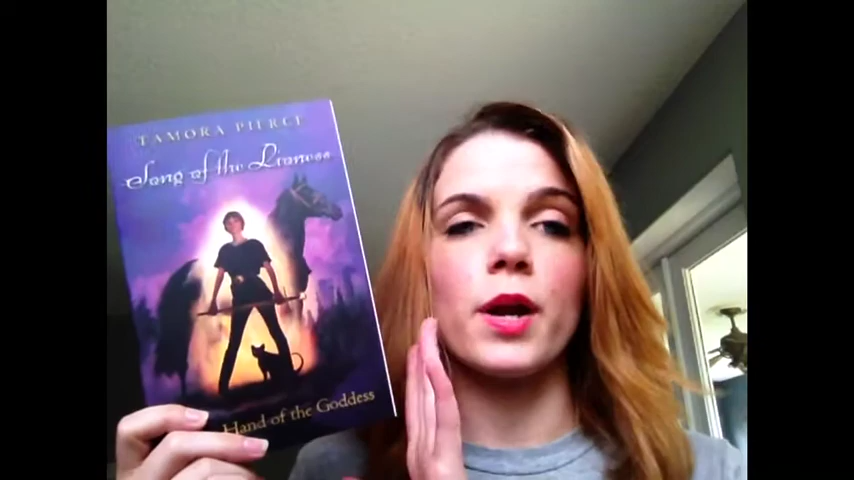 TAMORA PIERCE
Song of the Lioness
Hand of the Goddess